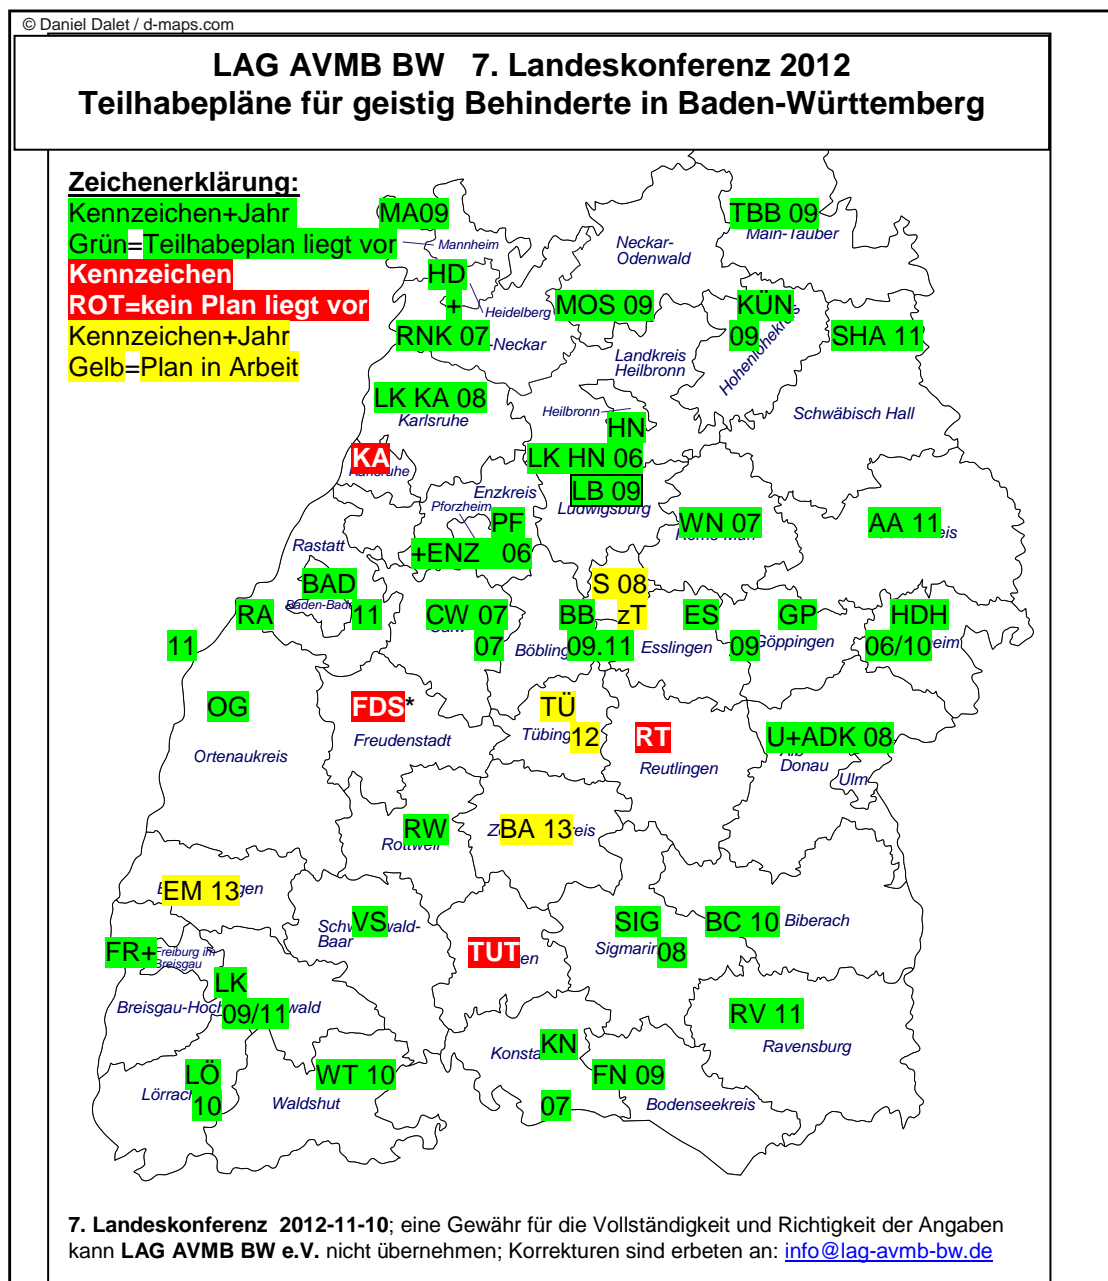 © Daniel Dalet / d-maps.com
LAG AVMB BW 7. Landeskonferenz 2012
Teilhabepläne für geistig Behinderte in Baden-Württemberg
Zeichenerklärung:
Kennzeichen+Jahr
Grün=Teilhabeplan liegt vor
Kennzeichen
ROT=kein Plan liegt vor
Kennzeichen+Jahr
Gelb=Plan in Arbeit
MA09
Mannheim
TBB 09
Main-Tauber
Neckar-
Odenwald
HD
+
RNK 07
Heidelberg
-Neckar
MOS 09
KÜN
09
Hohenlohekreis
SHA 11
Landkreis
Heilbronn
Schwäbisch Hall
LK KA 08
Karlsruhe
Heilbronn
HN
LK HN 06
KA
LB 09
Ludwigsburg
Enzkreis
Pforzheim
PF
+ENZ 06
WN 07
AA 11
Rastatt
BAD
11
RA
11
CW 07
07
S 08
zT
BB
09.11
ES
Esslingen
GP
09
Göppingen
HDH
06/10
OG
Ortenaukreis
FDS*
Freudenstadt
TÜ
12
RT
Reutlingen
U+ADK 08
Donau
Ulm
RW
Rottweil
BA 13
EM 13
VS
Baar
TUT
SIG
08
BC 10
Biberach
FR+
Freiburg im
Breisgau
LK
09/11
RV 11
Ravensburg
KN
07
FN 09
Bodenseekreis
LÖ
10
WT 10
Waldshut
7. Landeskonferenz 2012-11-10; eine Gewähr für die Vollständigkeit und Richtigkeit der Angaben
kann LAG AVMB BW e.V. nicht übernehmen; Korrekturen sind erbeten an: info@lag-avmb-bw.de